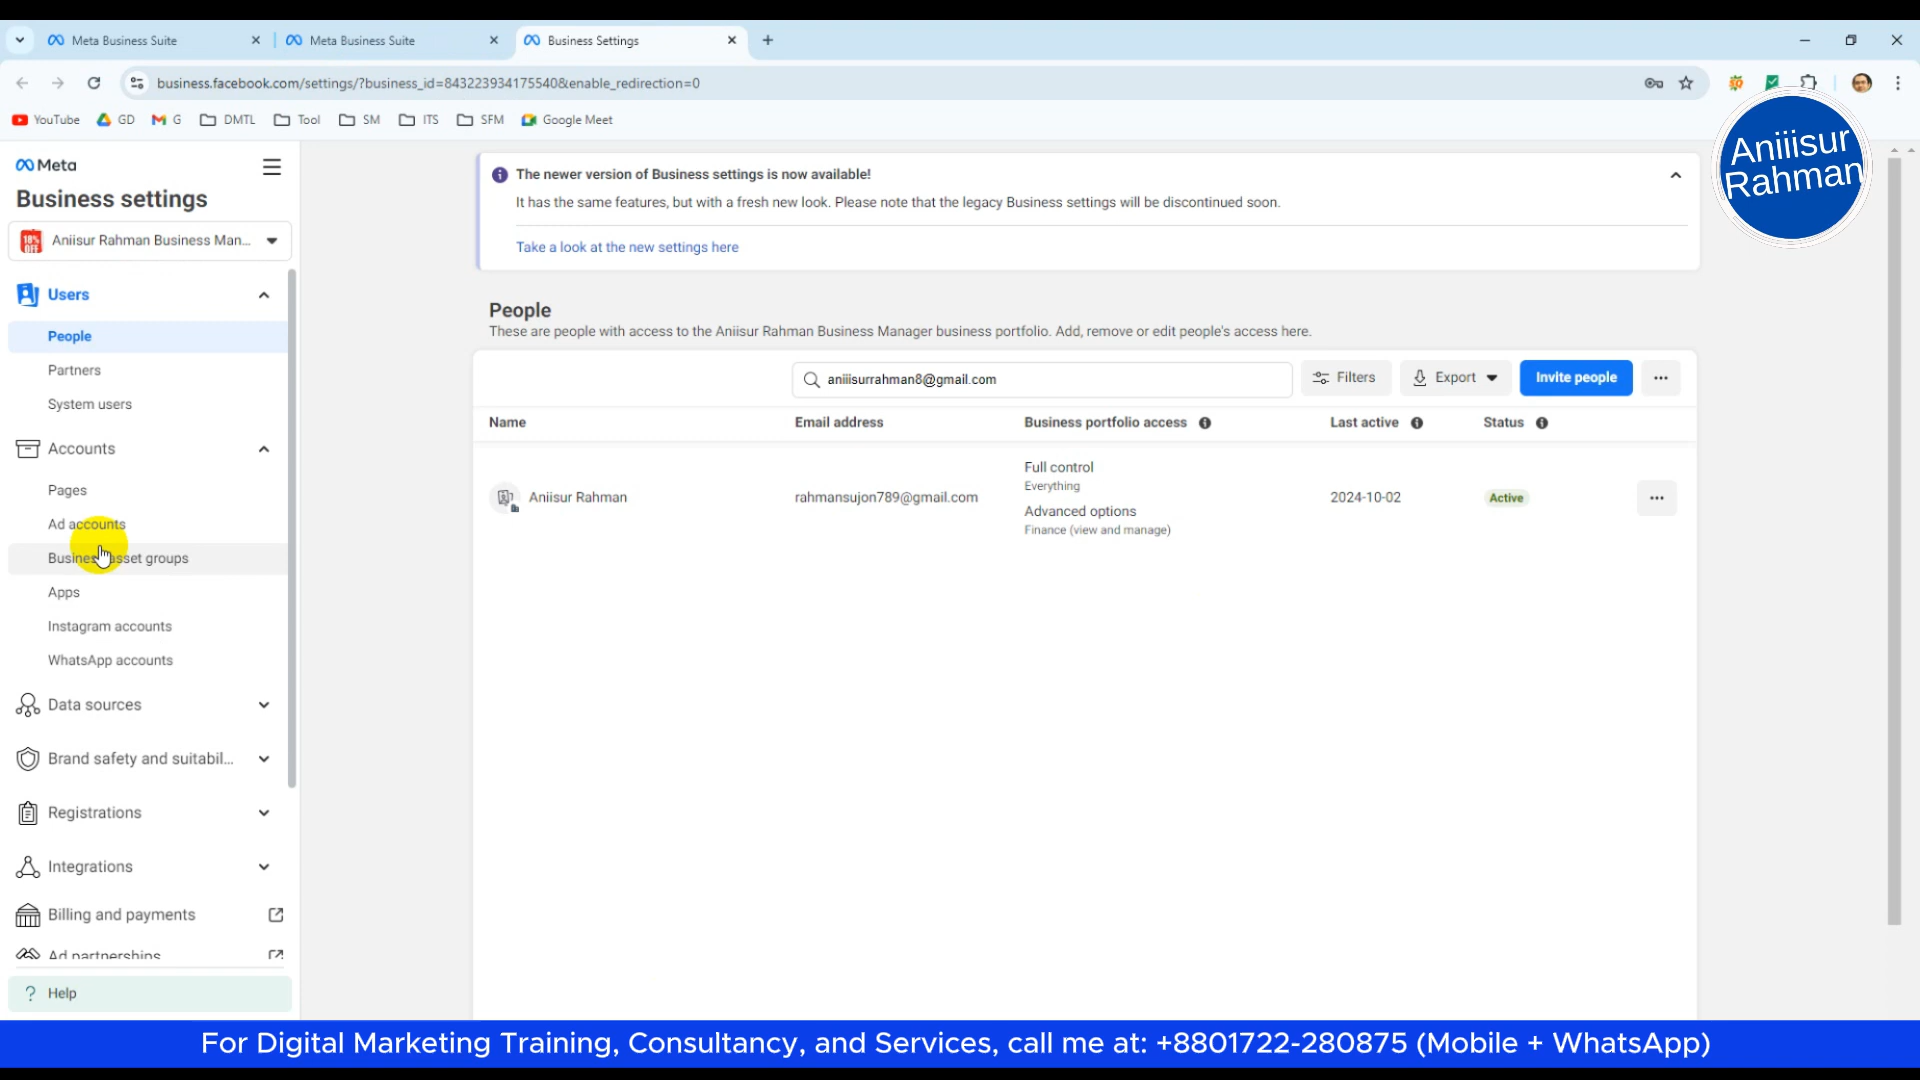 Meta Business Suite
Meta Business Suite
Business Settings
business.facebook.com/settings/?business_id=843223934175540&enable_redirection=0
YouTube
GD
G
DMTL
Tool
SM
ITS
SFM
Google Meet
Aniiisur
Rahman
Meta
Business settings
18%
OFF
Aniisur Rahman Business Man...
Users
People
Partners
System users
Accounts
Pages
Ad accounts
Business asset groups
Apps
Instagram accounts
WhatsApp accounts
Data sources
Brand safety and suitabil...
Registrations
Integrations
Billing and payments
Ad partnerships
? Help
The newer version of Business settings is now available!
It has the same features, but with a fresh new look. Please note that the legacy Business settings will be discontinued soon.
Take a look at the new settings here
People
These are people with access to the Aniisur Rahman Business Manager business portfolio. Add, remove or edit people's access here.
aniiisurrahman8@gmail.com
Filters
Export
Invite people
Name
Email address
Business portfolio access
Last active
Status
Aniisur Rahman
rahmansujon789@gmail.com
Full control
Everything
Advanced options
Finance (view and manage)
2024-10-02
Active
For Digital Marketing Training, Consultancy, and Services, call me at: +8801722-280875 (Mobile + WhatsApp)